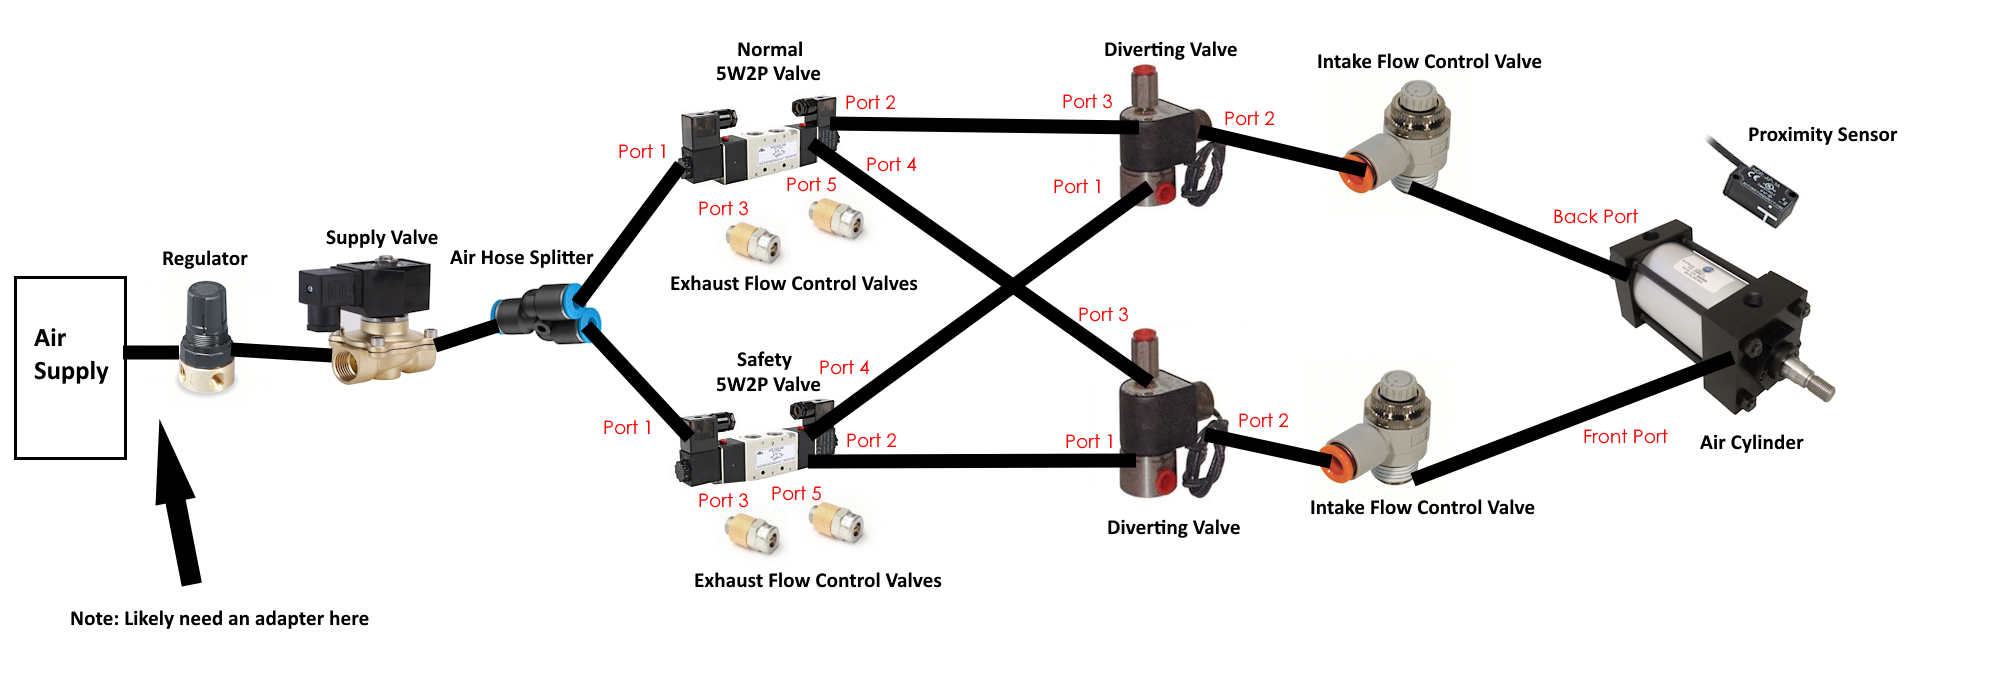 Normal
5W2P Valve
Diverting Valve
Intake Flow Control Valve
Port 2
Port 3
Port 2
Proximity Sensor
Port 1
Port 4
Port 5
Port 1
Port 3
Back Port
Supply Valve
Regulator
Air Hose Splitter
Exhaust Flow Control Valves
Air
Supply
Port 3
Safety
5W2P Valve
Port 4
Port 1
Port 2
Port 1
Port 2
Front Port
Air Cylinder
Port 3
Port 5
Diverting Valve
Intake Flow Control Valve
Exhaust Flow Control Valves
Note: Likely need an adapter here